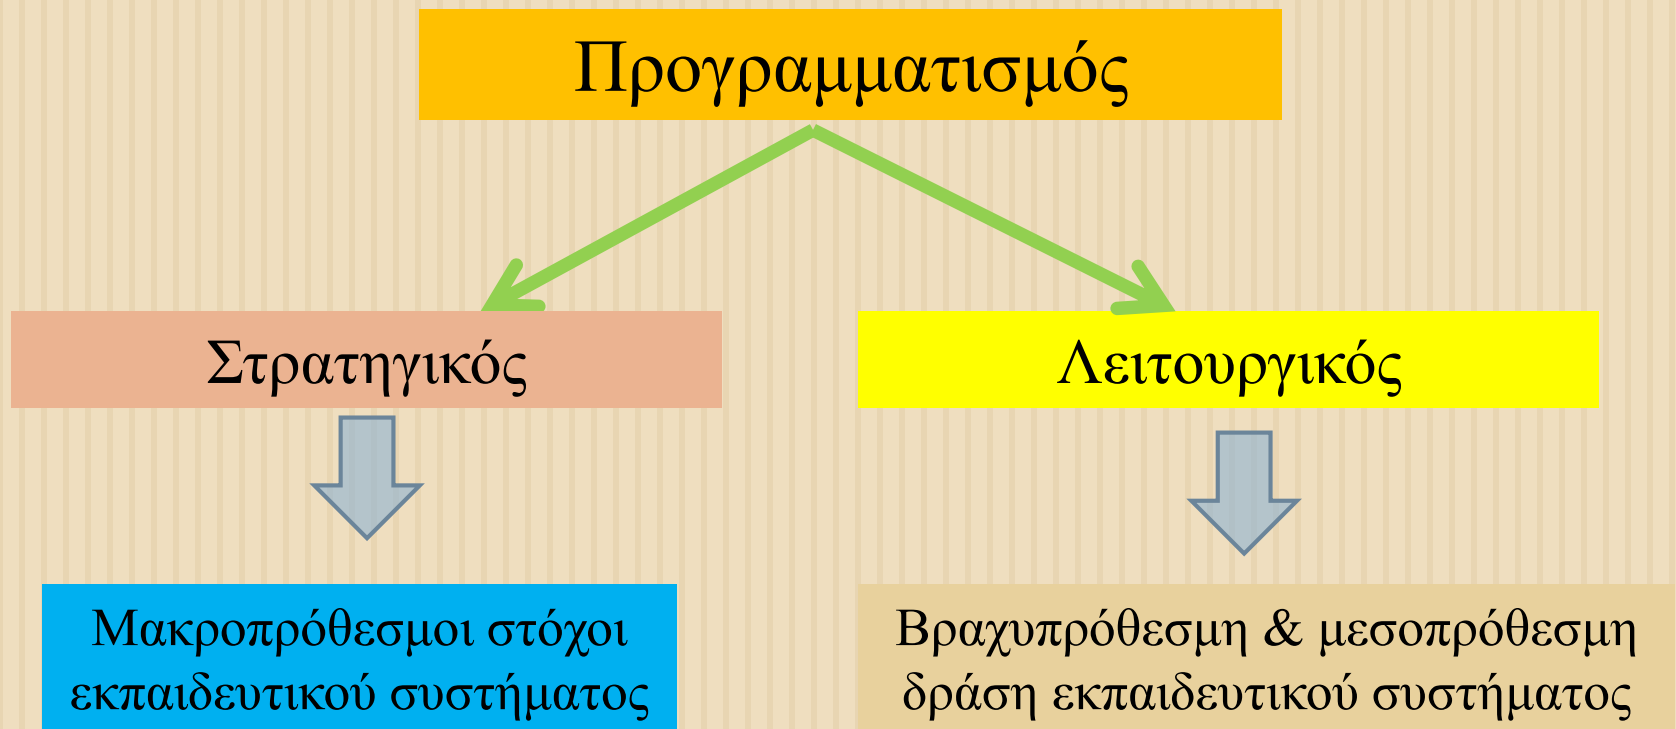 Προγραμματισμός
Στρατηγικός
Λειτουργικός
Μακροπρόθεσμοι στόχοι
εκπαιδευτικού συστήματος
Βραχυπρόθεσμη & μεσοπρόθεσμη
δράση εκπαιδευτικού συστήματος